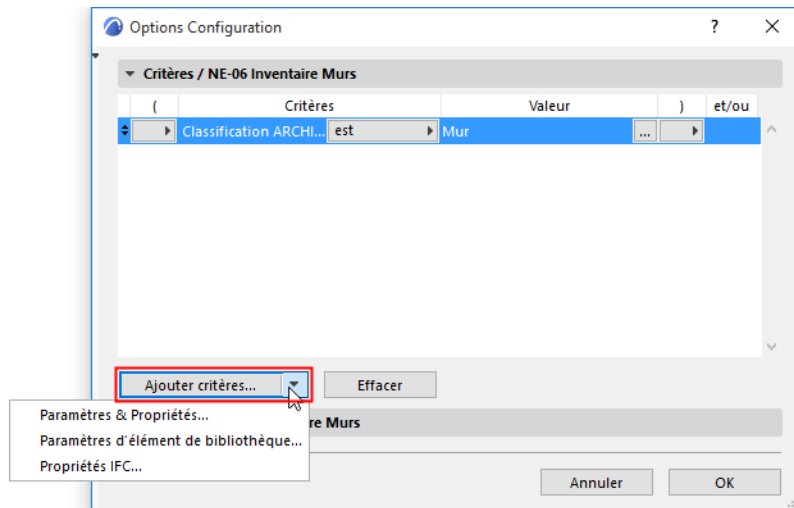 Options Configuration ? ×
Critères / NE-06 Inventaire Murs
( Critères Valeur ) et/ou
Classification ARCHI... est Mur ...
Ajouter critères... Effacer
Paramètres & Propriétés...
re Murs
Paramètres d'élément de bibliothèque...
Propriétés IFC...
Annuler OK